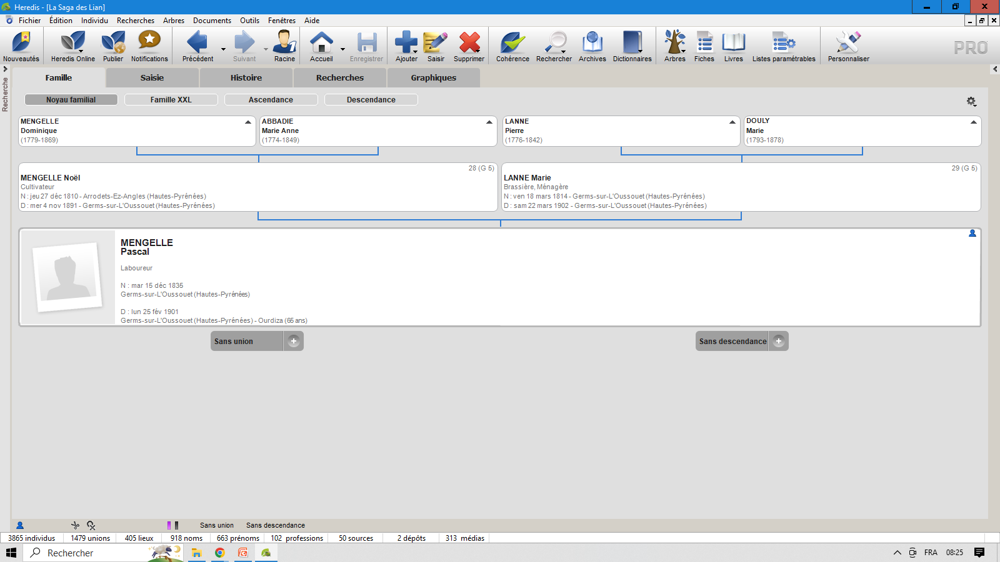 Heredis - [La Saga des Lian]
Fichier Édition Individu Recherches Arbres Documents Outils Fenêtres Aide
Nouveautés Heredis Online Publier Notifications Précédent Suivant Racine Accueil Enregistrer Ajouter Saisir Supprimer Cohérence Rechercher Archives Dictionnaires Arbres Fiches Livres Listes paramétrables Personnaliser PRO
Recherche
Famille Saisie Histoire Recherches Graphiques
Noyau familial Famille XXL Ascendance Descendance
MENGELLE
Dominique
(1779-1869)
ABBADIE
Marie Anne
(1774-1849)
LANNE
Pierre
(1776-1842)
DOULY
Marie
(1793-1878)
28 (G 5)
MENGELLE Noël
Cultivateur
N : jeu 27 déc 1810 - Arrodets-Ez-Angles (Hautes-Pyrénées)
D : mer 4 nov 1891 - Germs-sur-L'Oussouet (Hautes-Pyrénées)
29 (G 5)
LANNE Marie
Brassière, Ménagère
N : ven 18 mars 1814 - Germs-sur-L'Oussouet (Hautes-Pyrénées)
D : sam 22 mars 1902 - Germs-sur-L'Oussouet (Hautes-Pyrénées)
MENGELLE
Pascal
Laboureur
N : mar 15 déc 1835
Germs-sur-L'Oussouet (Hautes-Pyrénées)
D : lun 25 fév 1901
Germs-sur-L'Oussouet (Hautes-Pyrénées) - Ourdiza (65 ans)
Sans union
Sans descendance
Sans union Sans descendance
3865 individus 1479 unions 405 lieux 918 noms 663 prénoms 102 professions 50 sources 2 dépôts 313 médias
Rechercher FRA 08:25